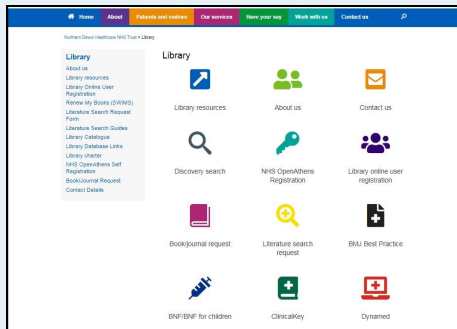 Home About Patients and visitors Our services Have your say Work with us Contact us
Northern Devon Healthcare NHS Trust > Library
Library
About us
Library resources
Library Online User
Registration
Renew My Books (SWIMS)
Literature Search Request
Form
Literature Search Guides
Library Catalogue
Library Database Links
Library charter
NHS OpenAthens Self
Registration
Book/Journal Request
Contact Details
Library
Library resources About us Contact us
Discovery search NHS OpenAthens Library online user
Registration registration
Book/journal request Literature search BMJ Best Practice
request
BNF/BNF for children ClinicalKey Dynamed